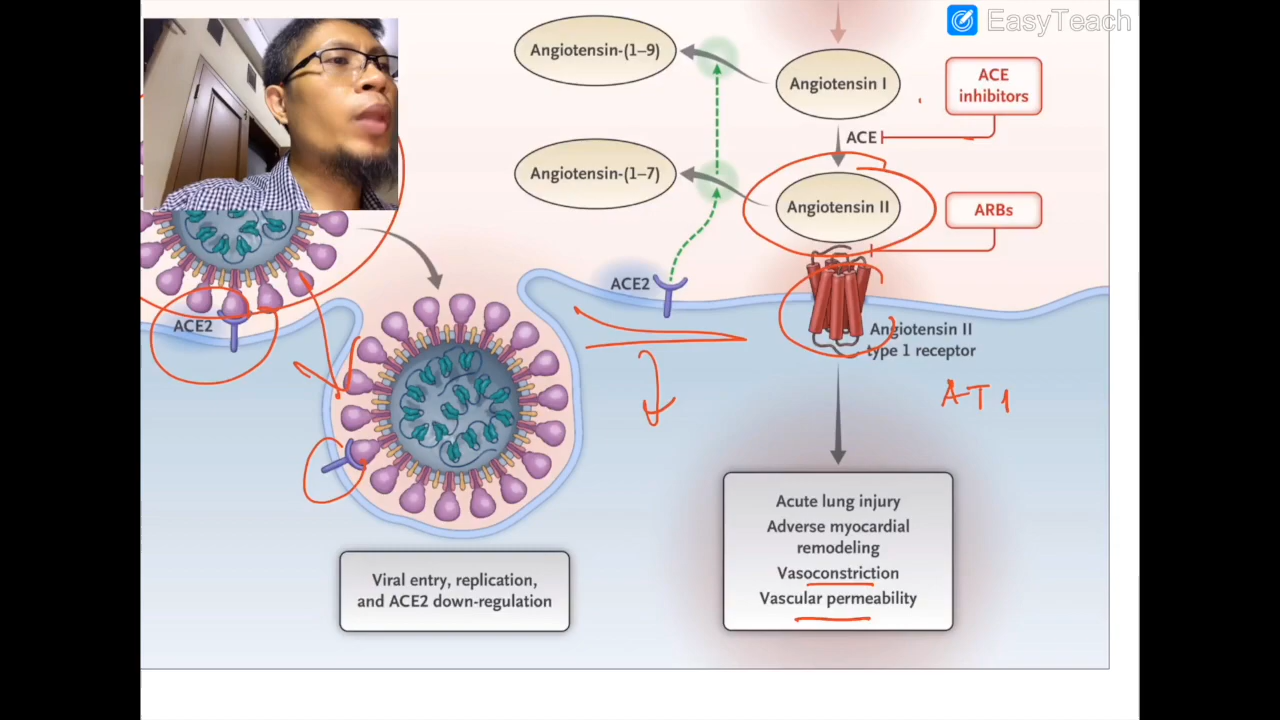 EasyTeach
Angiotensin-(1–9)
Angiotensin I
ACE
inhibitors
ACE
Angiotensin-(1–7)
Angiotensin II
ARBs
ACE2
ACE2
Angiotensin II
type 1 receptor
AT1
Acute lung injury
Adverse myocardial
remodeling
Vasoconstriction
Vascular permeability
Viral entry, replication,
and ACE2 down-regulation